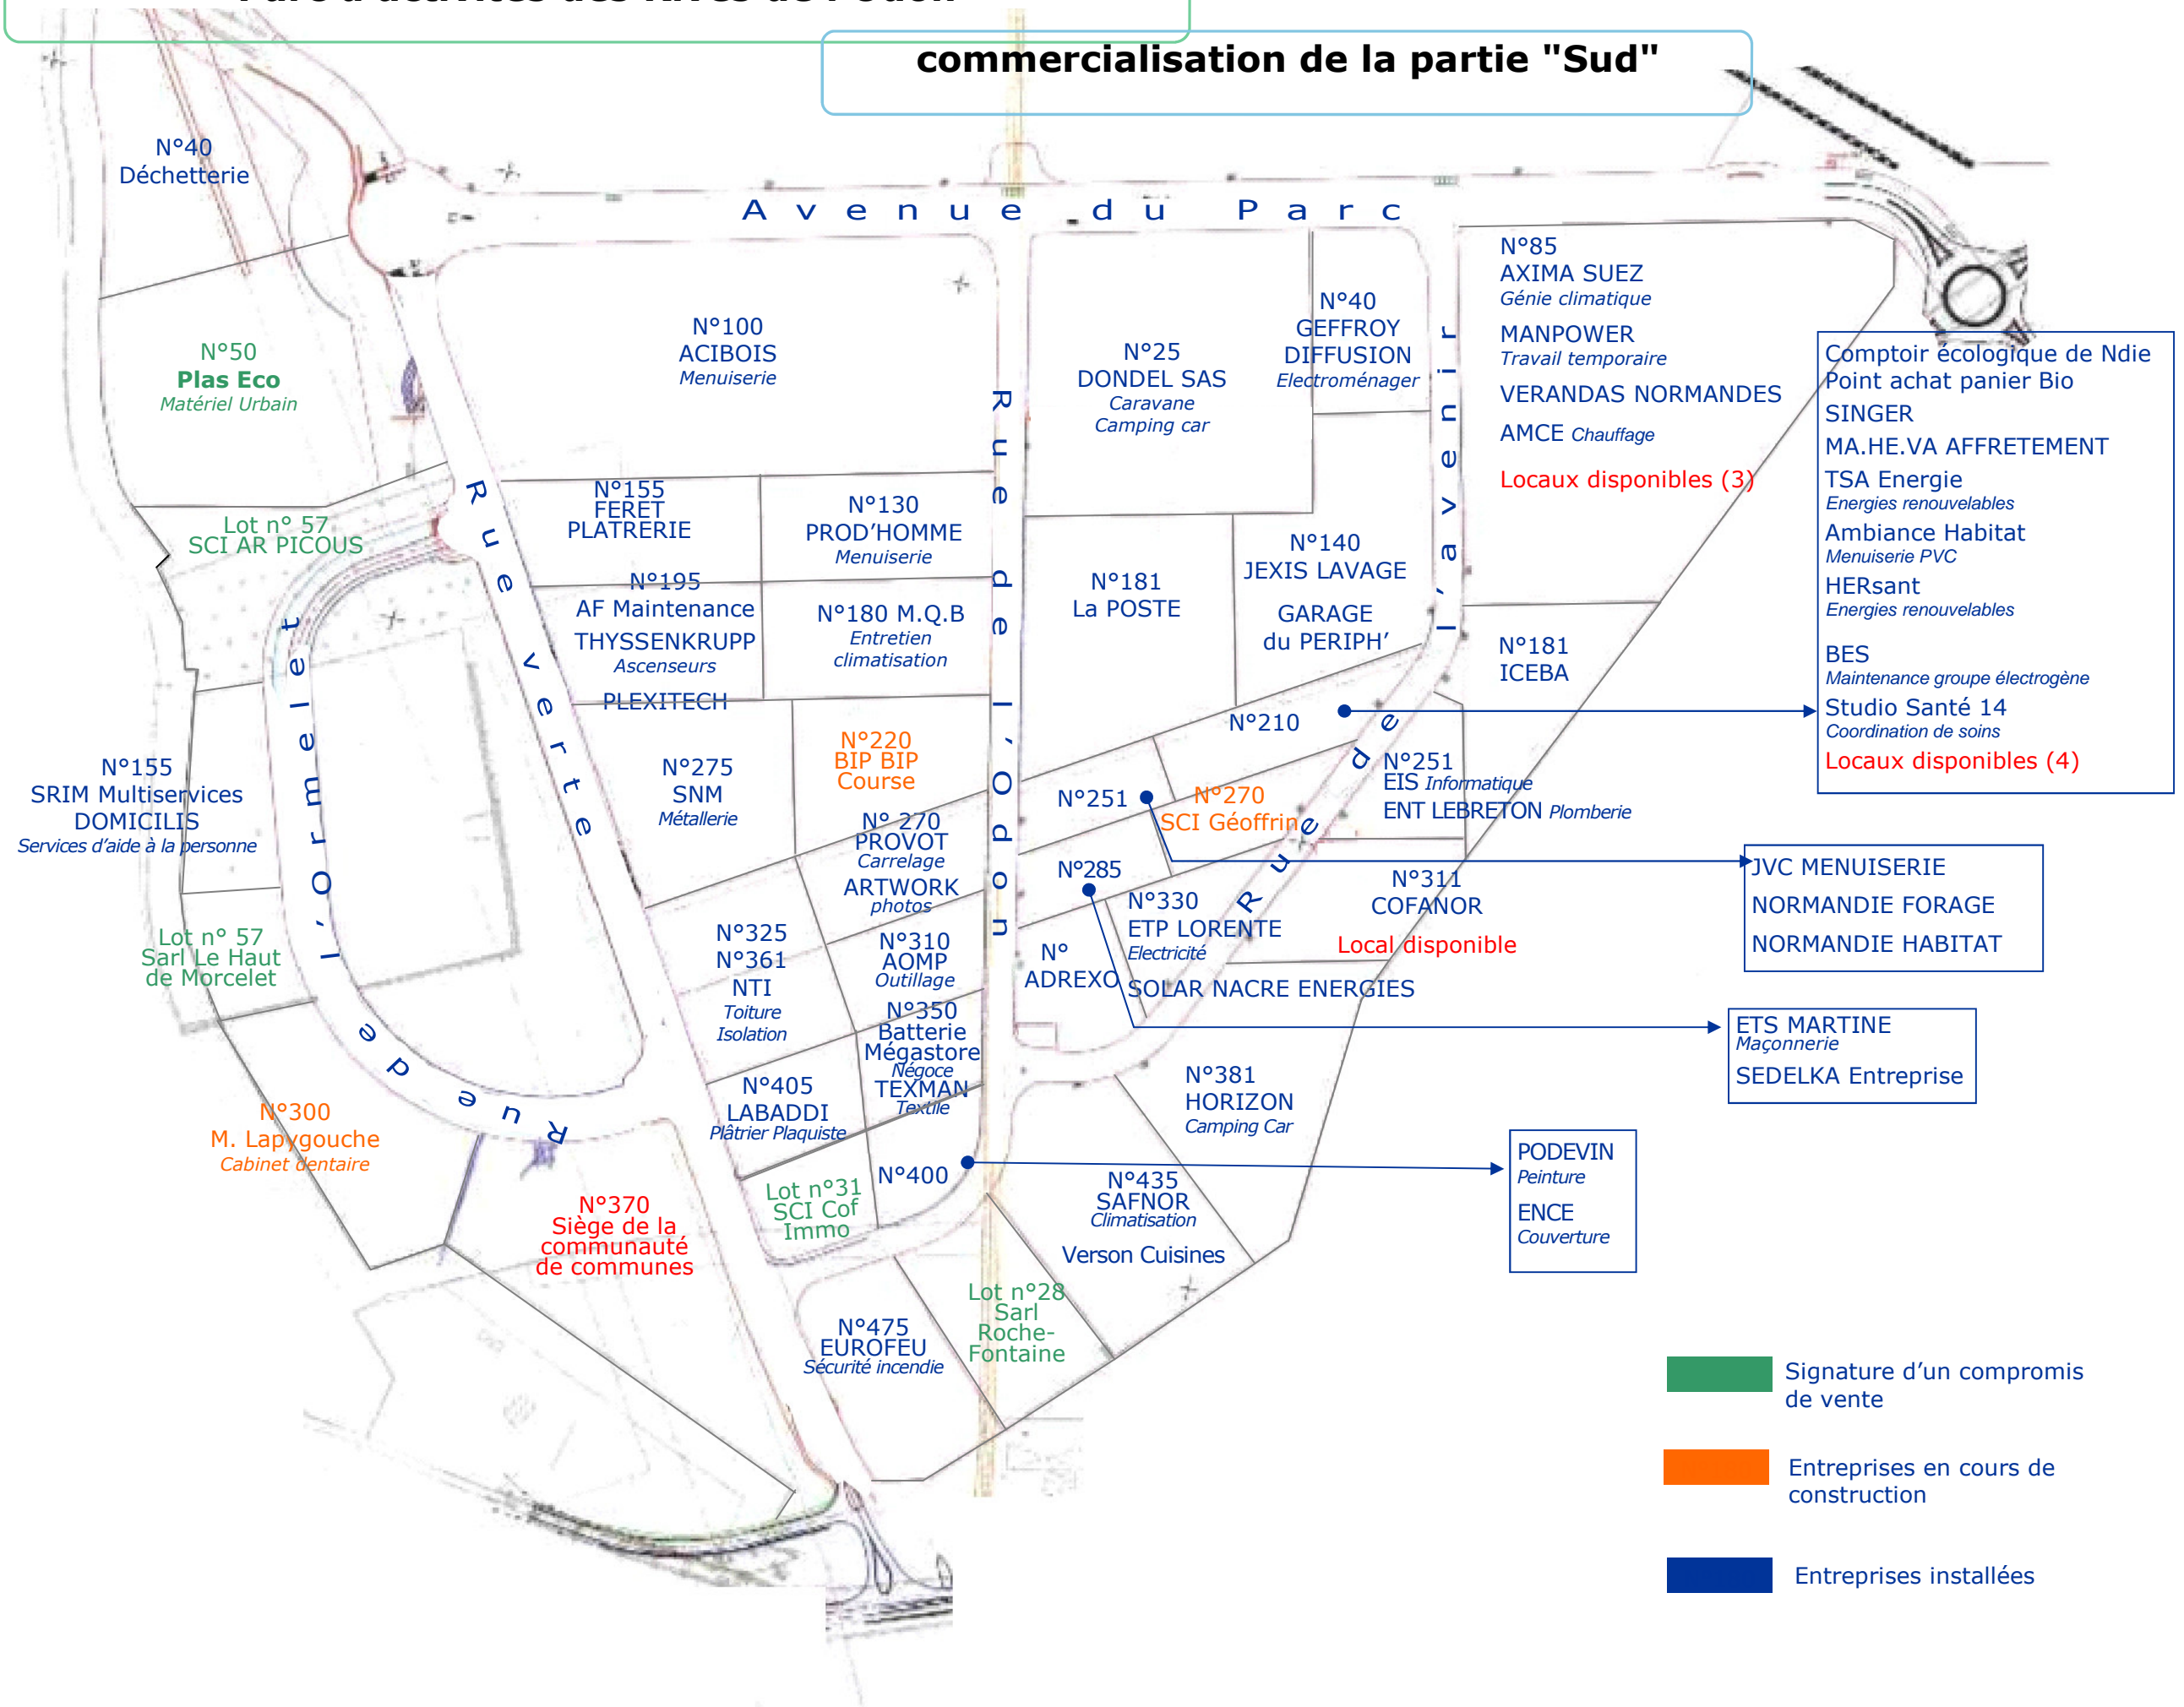 commercialisation de la partie "Sud"
N°40
Déchetterie
Avenue du Parc
N°50
Plas Eco
Matériel Urbain
N°100
ACIBOIS
Menuiserie
N°25
DONDEL SAS
Caravane
Camping car
N°40
GEFFROY
DIFFUSION
Electroménager
N°85
AXIMA SUEZ
Génie climatique
MANPOWER
Travail temporaire
VERANDAS NORMANDES
AMCE Chauffage
Locaux disponibles (3)
Comptoir écologique de Ndie
Point achat panier Bio
SINGER
MA.HE.VA AFFRETEMENT
TSA Energie
Energies renouvelables
Ambiance Habitat
Menuiserie PVC
HERsant
Energies renouvelables
BES
Maintenance groupe électrogène
Studio Santé 14
Coordination de soins
Locaux disponibles (4)
Rue verte
Rue de l'Odon
Rue de l'avenir
Rue de l'Ormelet
Lot n° 57
SCI AR PICOUS
N°155
FERET
PLATRERIE
N°130
PROD'HOMME
Menuiserie
N°195
AF Maintenance
THYSSENKRUPP
Ascenseurs
PLEXITECH
N°180 M.Q.B
Entretien
climatisation
N°181
La POSTE
N°140
JEXIS LAVAGE
GARAGE
du PERIPH'
N°181
ICEBA
N°210
N°155
SRIM Multiservices
DOMICILIS
Services d'aide à la personne
N°275
SNM
Métallerie
N°220
BIP BIP
Course
N°251
N°270
SCI Géoffrin
N°251
EIS Informatique
ENT LEBRETON Plomberie
N° 270
PROVOT
Carrelage
ARTWORK
photos
N°285
N°330
ETP LORENTE
Electricité
SOLAR NACRE ENERGIES
N°311
COFANOR
Local disponible
JVC MENUISERIE
NORMANDIE FORAGE
NORMANDIE HABITAT
Lot n° 57
Sarl Le Haut
de Morcelet
N°325
N°361
NTI
Toiture
Isolation
N°310
AOMP
Outillage
N°
ADREXO
N°350
Batterie
Mégastore
Négoce
TEXMAN
Textile
ETS MARTINE
Maçonnerie
SEDELKA Entreprise
N°300
M. Lapygouche
Cabinet dentaire
N°405
LABADDI
Plâtrier Plaquiste
N°381
HORIZON
Camping Car
N°400
PODEVIN
Peinture
ENCE
Couverture
N°370
Siège de la
communauté
de communes
Lot n°31
SCI Cof
Immo
N°435
SAFNOR
Climatisation
Verson Cuisines
N°475
EUROFEU
Sécurité incendie
Lot n°28
Sarl
Roche-
Fontaine
Signature d'un compromis
de vente
Entreprises en cours de
construction
Entreprises installées